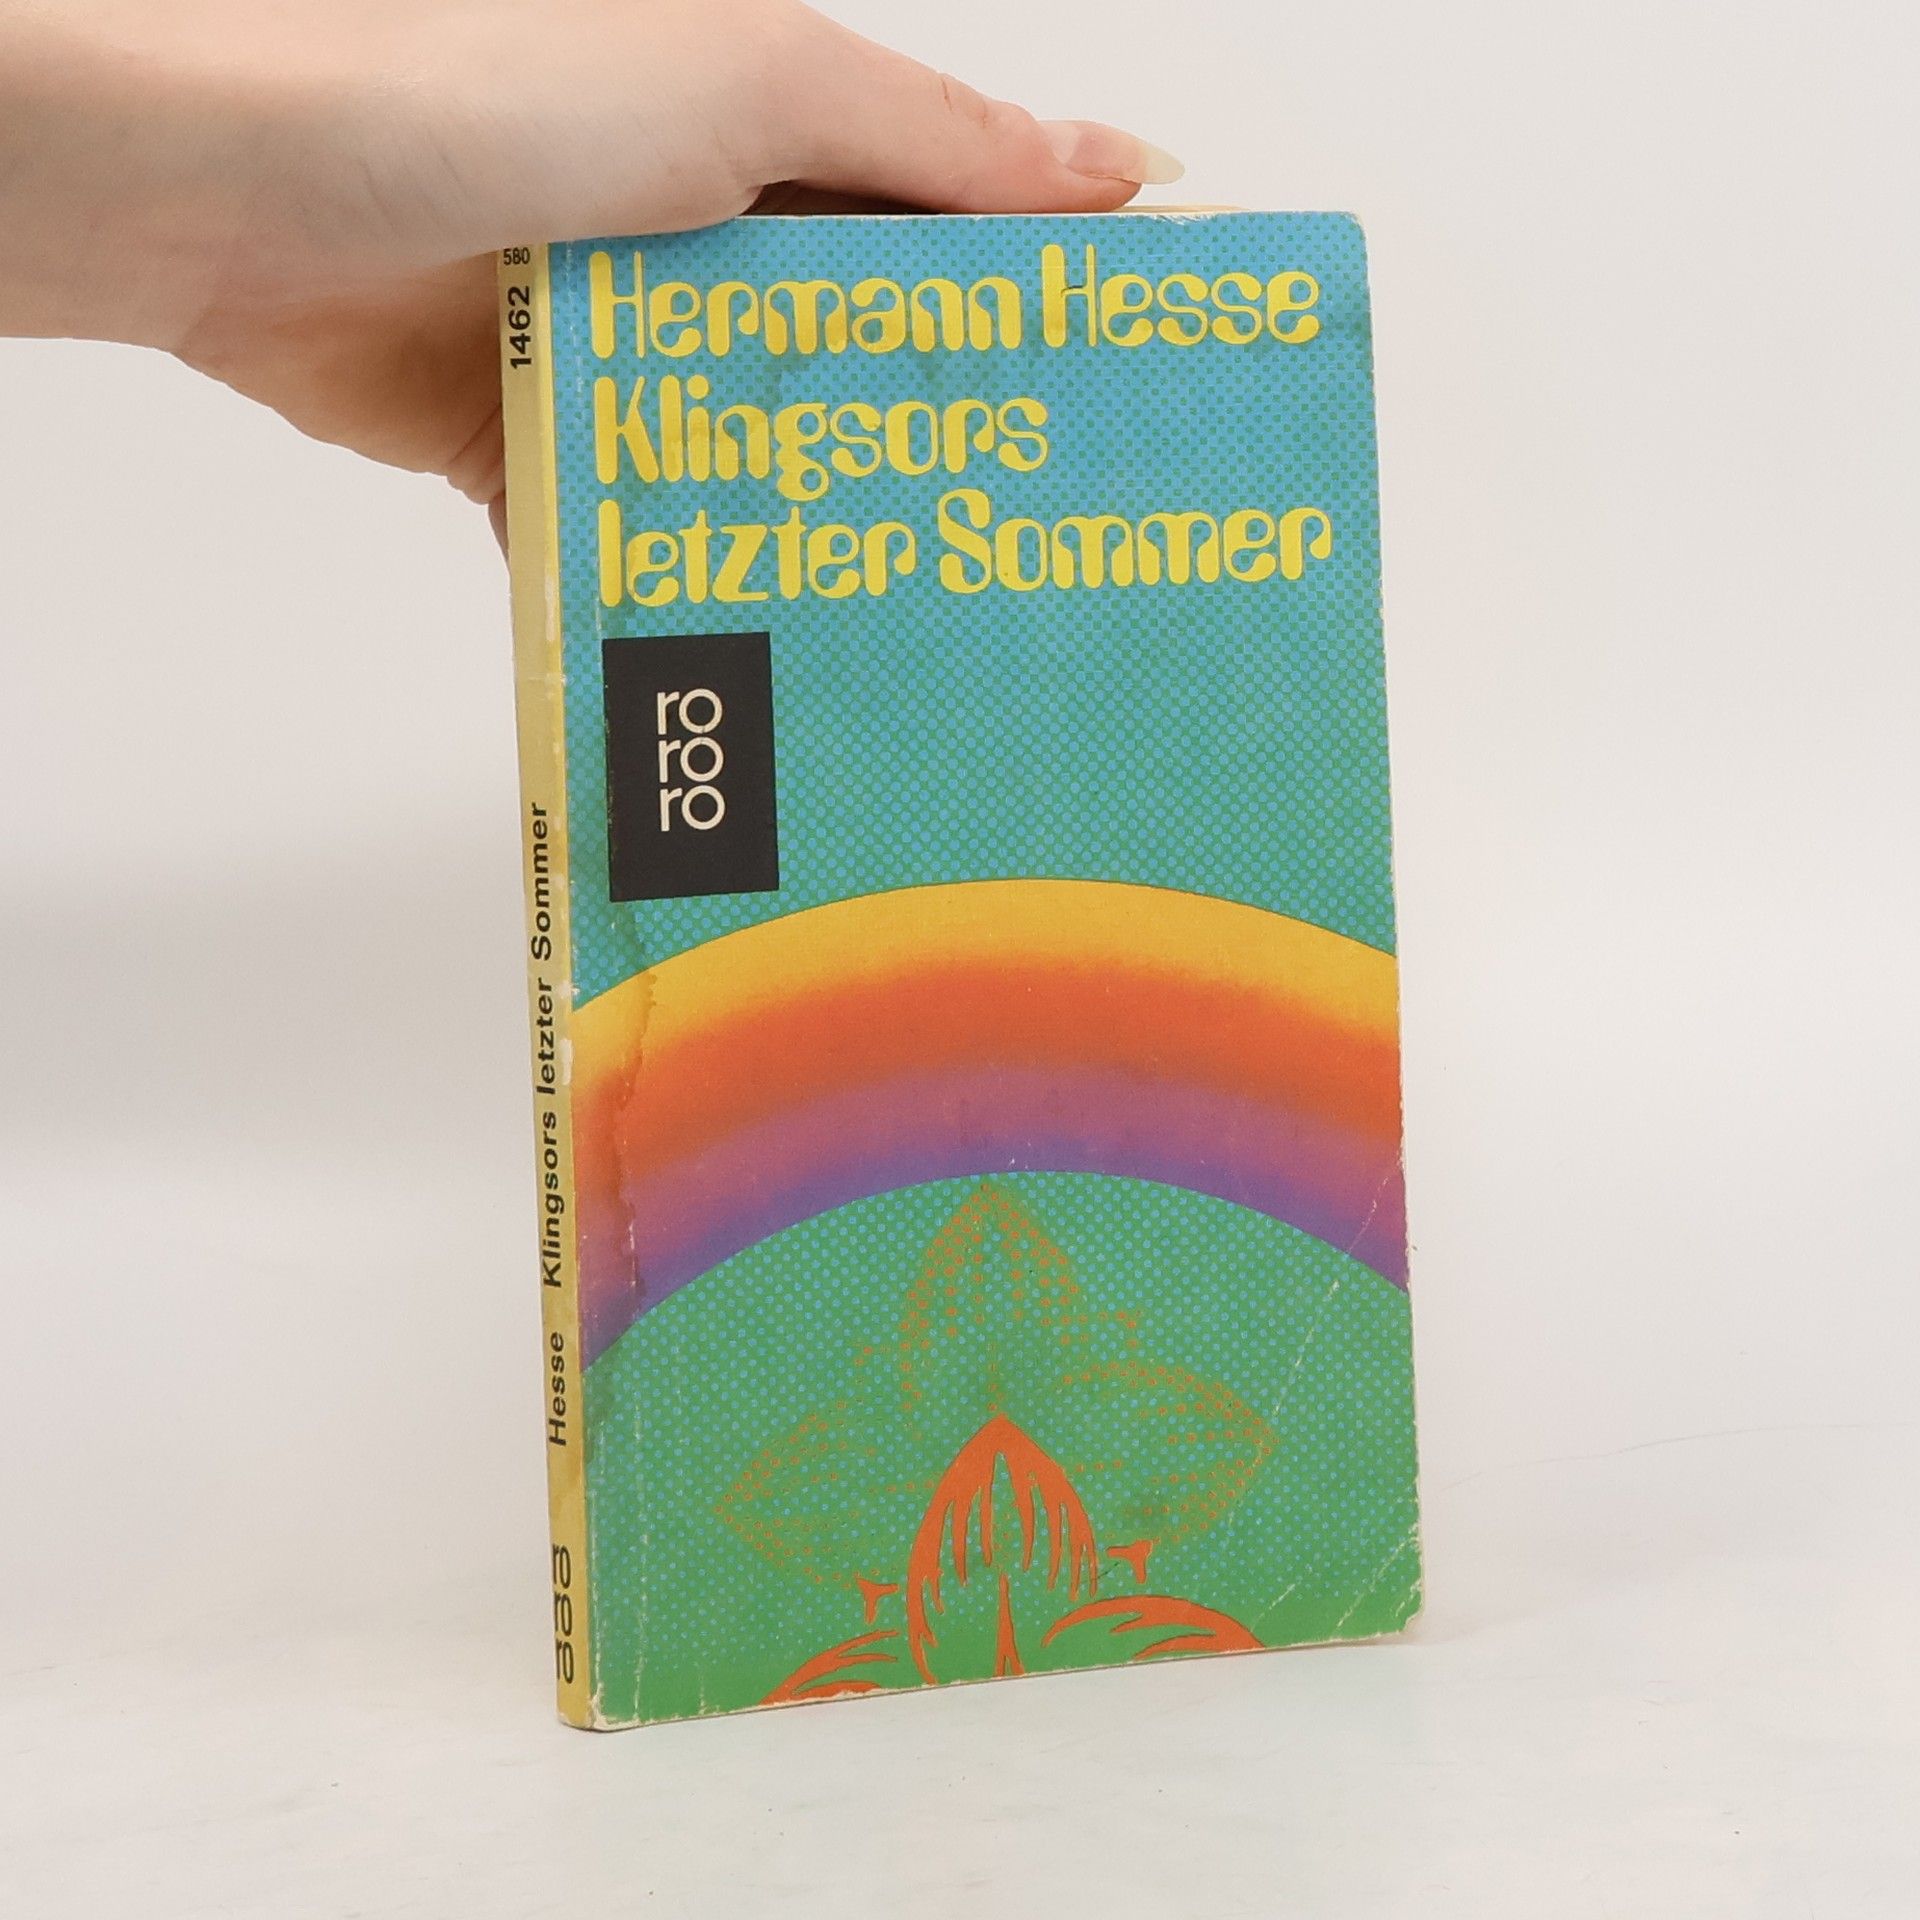 Hermann Hesse
Klingsors
letzter Sommer
ro
ro
ro
580
1462
Hesse Klingsors letzter Sommer
ro
ro
ro